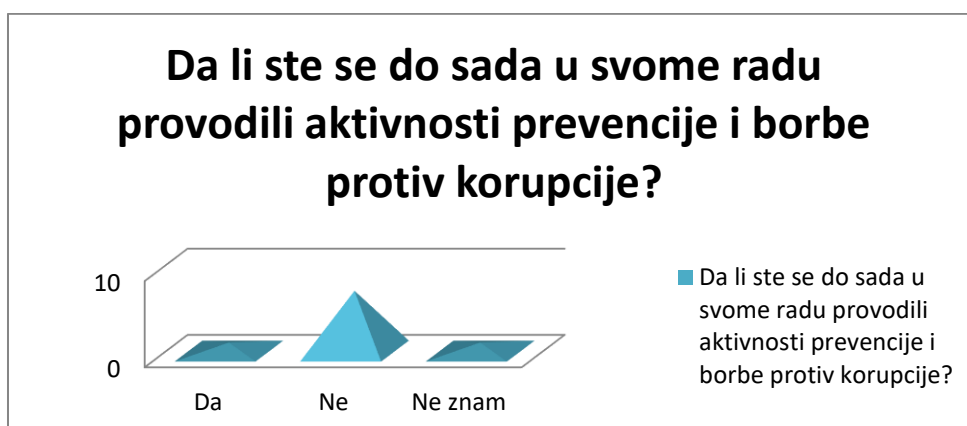 Da li ste se do sada u svome radu
provodili aktivnosti prevencije i borbe
protiv korupcije?
10
0
Da
Ne
Ne znam
Da li ste se do sada u
svome radu provodili
aktivnosti prevencije i
borbe protiv korupcije?